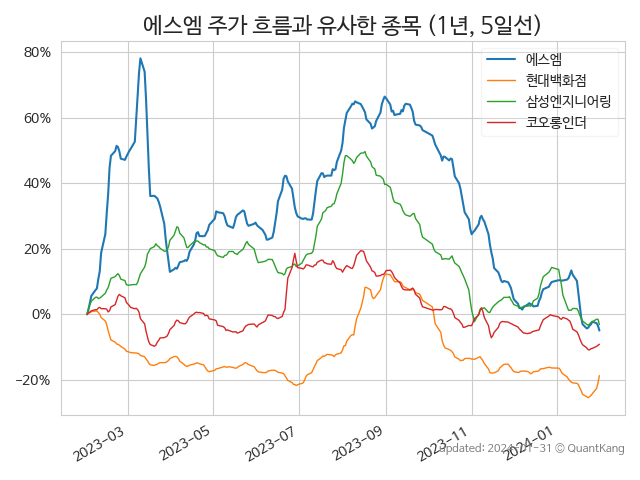 에스엠 주가 흐름과 유사한 종목 (1년, 5일선)
에스엠
현대백화점
삼성엔지니어링
코오롱인더
80%
60%
40%
20%
0%
−20%
2023−03
2023−05
2023−07
2023−09
2023−11
2024−01
updated: 2024-01-31 © QuantKang